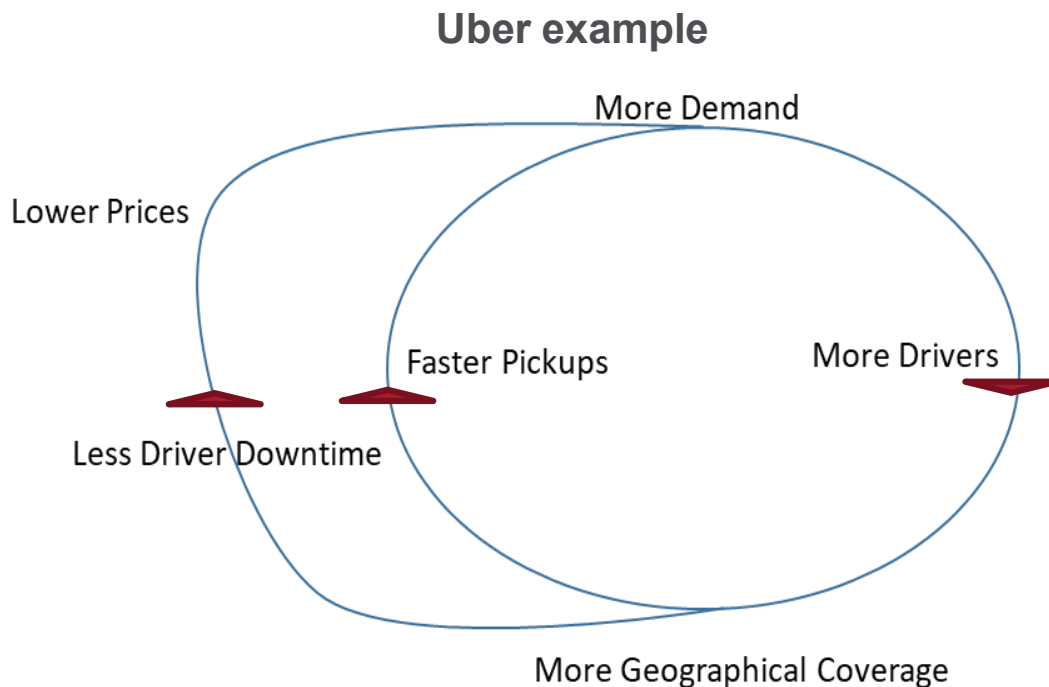 Uber example
More Demand
Lower Prices
Faster Pickups
More Drivers
Less Driver Downtime
More Geographical Coverage